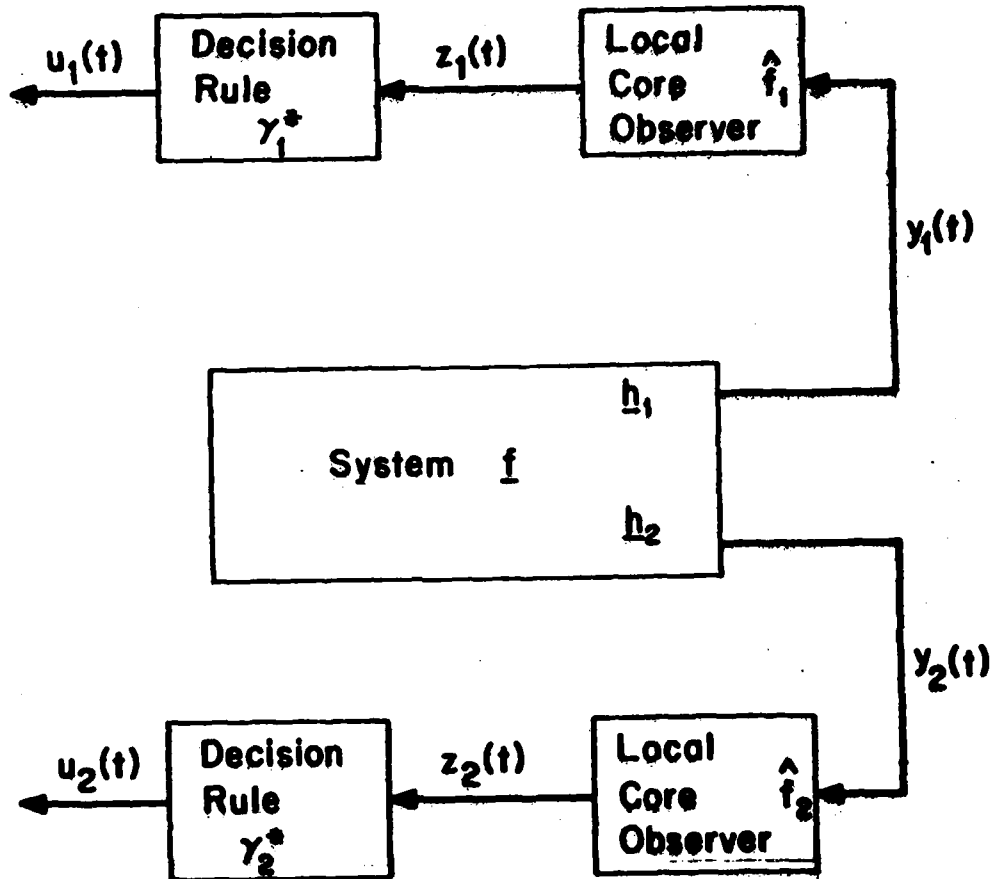 u₁(t)
Decision
Rule
γ₁*
z₁(t)
Local
Core f̂₁
Observer
y₁(t)
h₁
System f
h₂
y₂(t)
u₂(t)
Decision
Rule
γ₂*
z₂(t)
Local
Core f̂₂
Observer